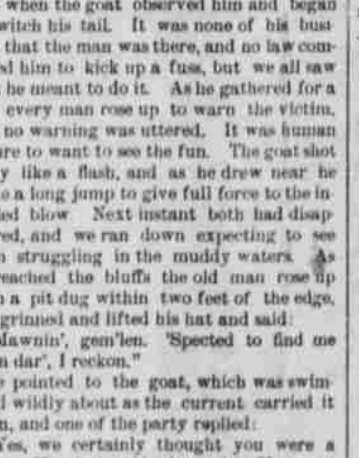 when the goat observed him and began
witch his tail. It was none of his busi-
that the man was there, and no law com-
ed him to kick up a fuss, but we all saw
he meant to do it. As he gathered for a
every man rose up to warn the victim,
no warning was uttered. It was human
ure to want to see the fun. The goat shot
y like a flash, and as he drew near he
e a long jump to give full force to the in-
ded blow Next instant both had disap-
red, and we ran down expecting to see
n struggling in the muddy waters. As
reached the bluffs the old man rose up
n a pit dug within two feet of the edge,
grinned and lifted his hat and said:
Mawnin', gem'len. 'Spected to find me
n dar', I reckon."
e pointed to the goat, which was swim-
d wildly about as the current carried it
n, and one of the party replied:
Yes, we certainly thought you were a